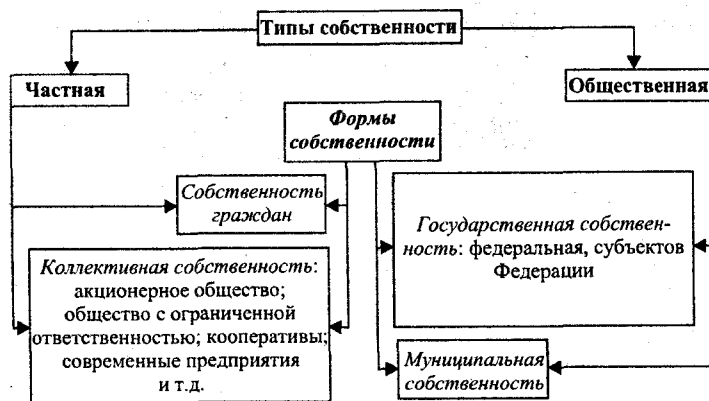 Типы собственности
Частная
Общественная
Формы
собственности
Собственность
граждан
Государственная собствен-
ность: федеральная, субъектов
Федерации
Коллективная собственность:
акционерное общество;
общество с ограниченной
ответственностью; кооперативы;
современные предприятия
и т.д.
Муниципальная
собственность